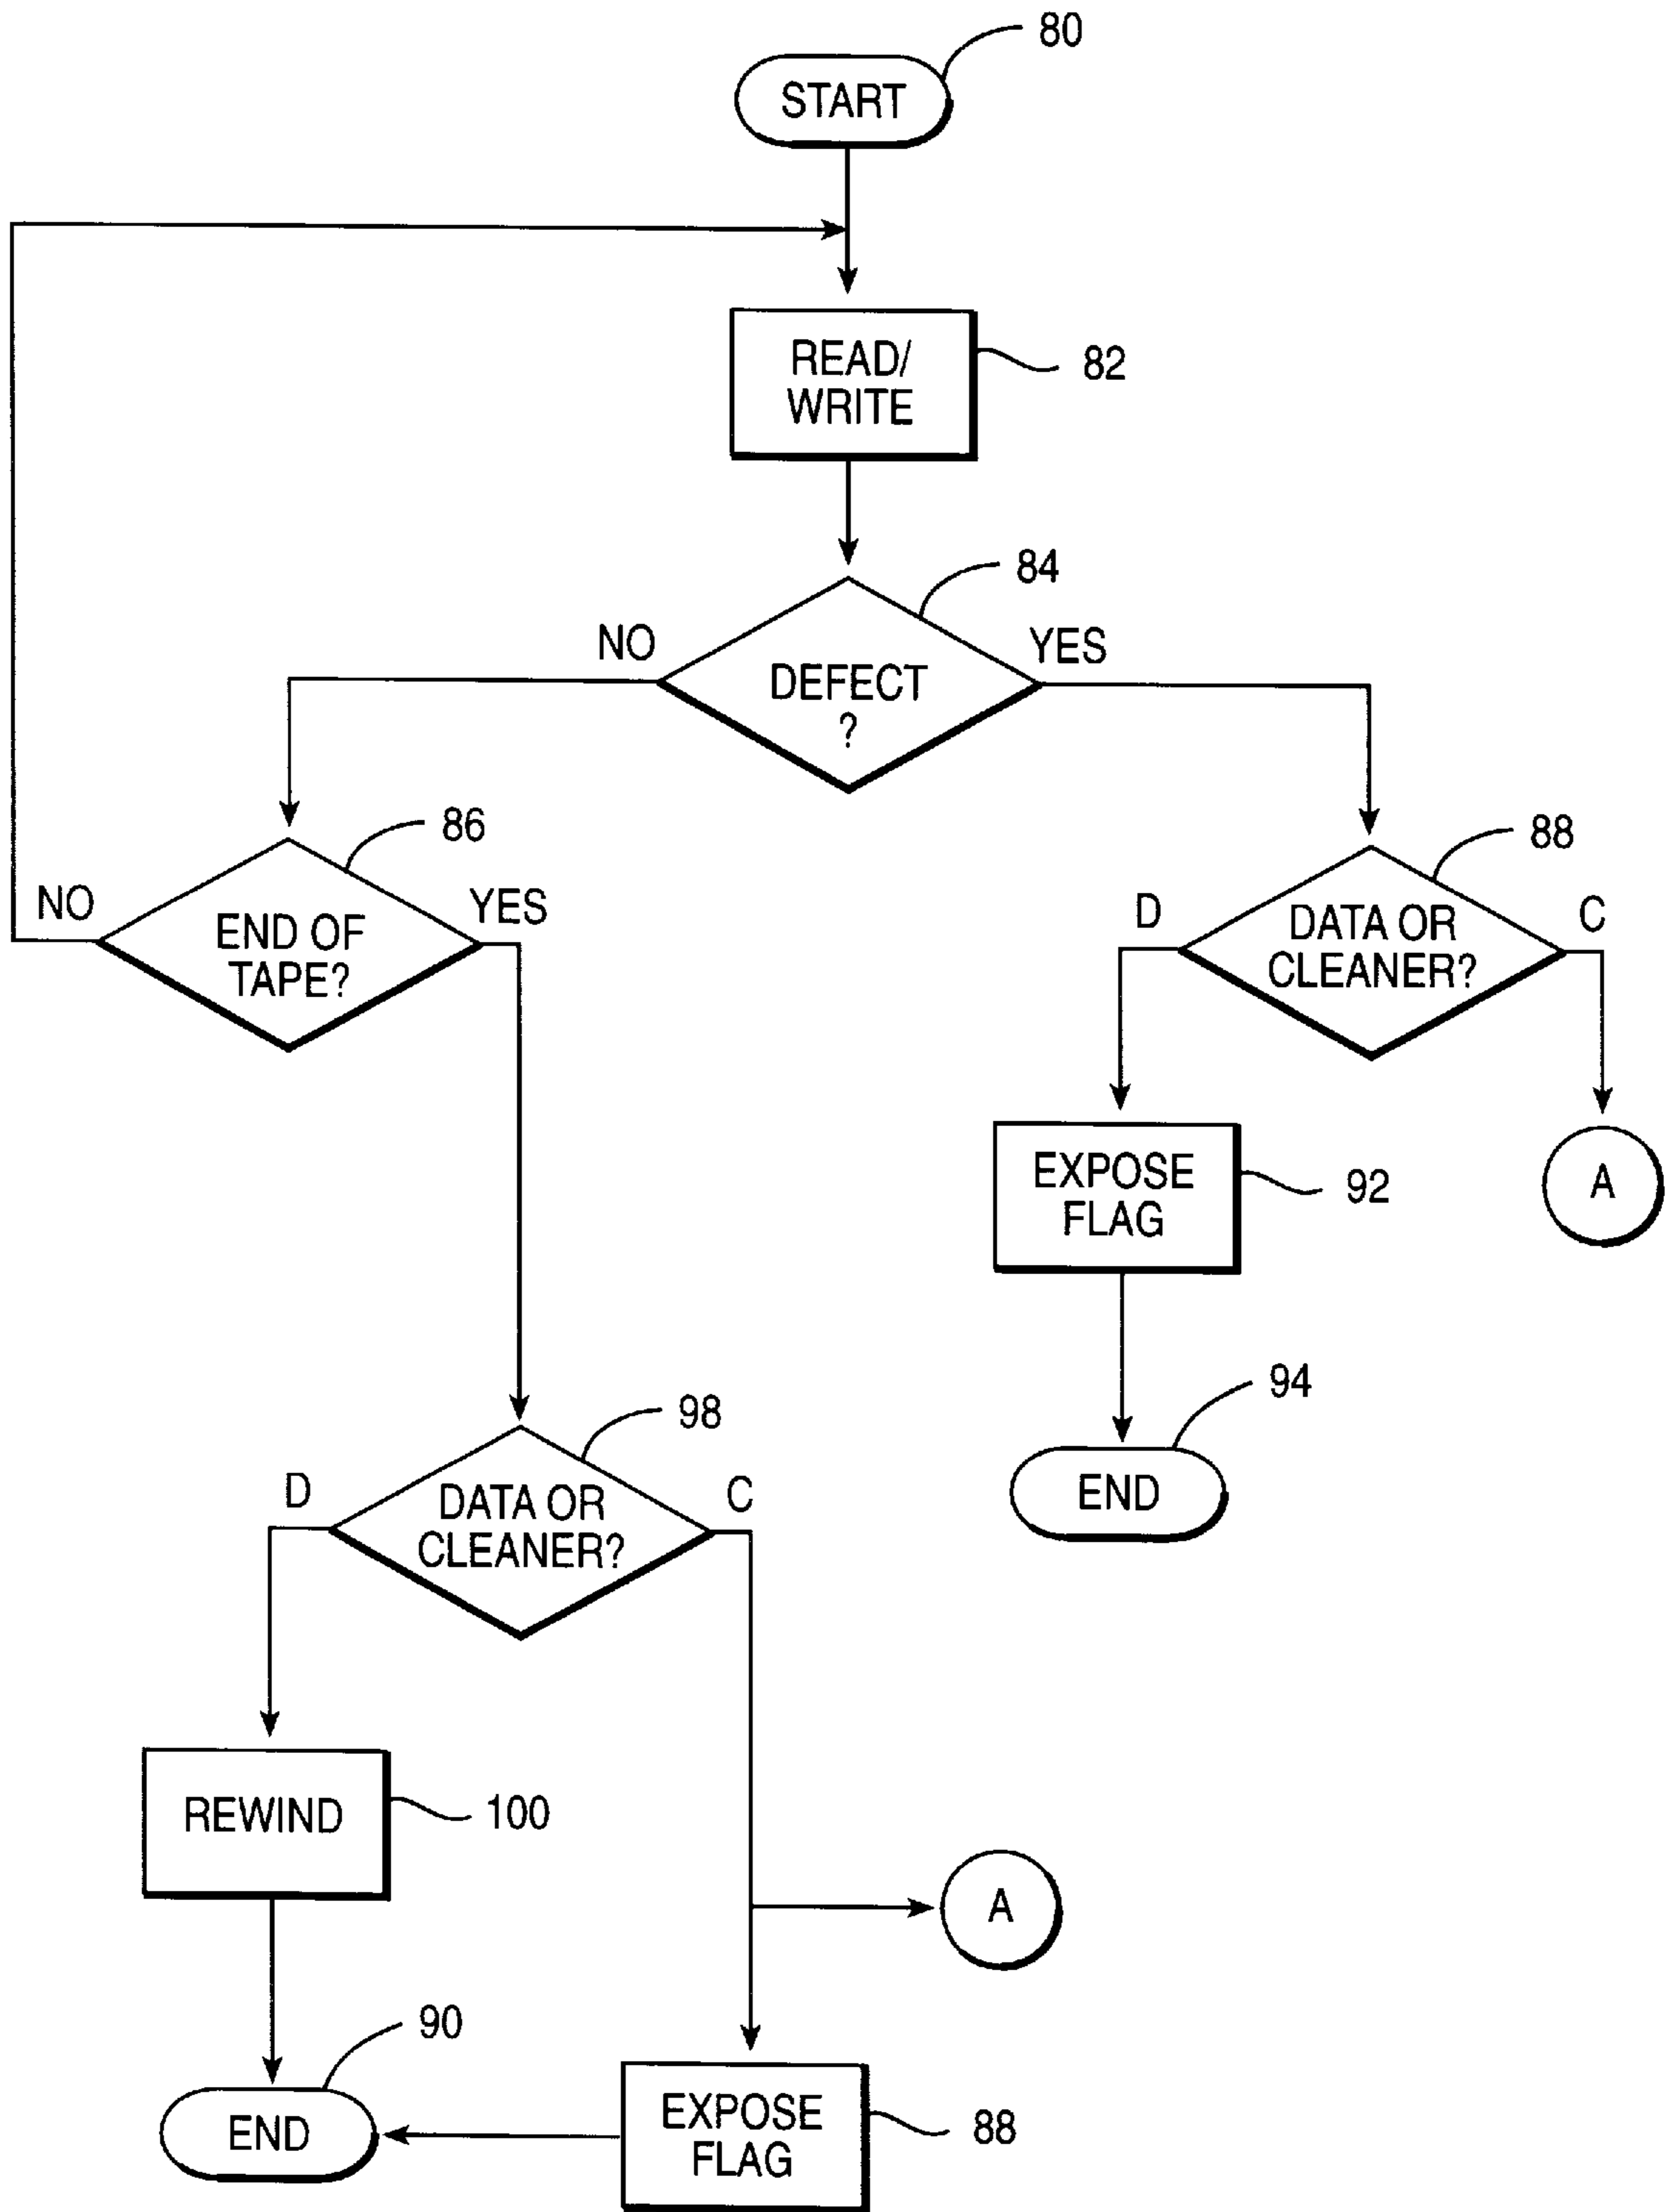 80
START
READ/
WRITE
82
84
NO
YES
DEFECT
?
86
88
NO
YES
END OF
TAPE?
D
C
DATA OR
CLEANER?
EXPOSE
FLAG
92
A
94
END
98
D
C
DATA OR
CLEANER?
REWIND
100
A
90
END
EXPOSE
FLAG
88